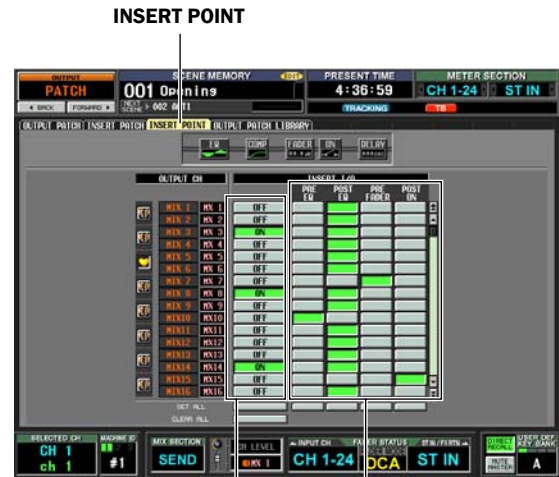 INSERT POINT
OUTPUT
PATCH
BACK FORWARD
SCENE MEMORY EDIT
001 Opening
NEXT SCENE 002 ACT1
PRESENT TIME
4:36:59
TRACKING
METER SECTION
CH 1-24 ST IN
TB
OUTPUT PATCH INSERT PATCH INSERT POINT OUTPUT PATCH LIBRARY
EQ COMP FADER ON DELAY
OUTPUT CH INSERT I/O
PRE EQ POST EQ PRE FADER POST ON
MIX 1 MX 1 OFF
MIX 2 MX 2 OFF
MIX 3 MX 3 ON
MIX 4 MX 4 OFF
MIX 5 MX 5 OFF
MIX 6 MX 6 OFF
MIX 7 MX 7 OFF
MIX 8 MX 8 ON
MIX 9 MX 9 OFF
MIX10 MX10 OFF
MIX11 MX11 OFF
MIX12 MX12 OFF
MIX13 MX13 OFF
MIX14 MX14 ON
MIX15 MX15 OFF
MIX16 MX16 OFF
SET ALL
CLEAR ALL
SELECTED CH
CH 1
ch 1
MACHINE ID
#1
MIX SECTION
SEND
CH LEVEL
MX 1
INPUT CH FADER STATUS ST IN/FX RTN
CH 1-24 DCA ST IN
DIRECT RECALL
MUTE MASTER
USER DEF KEY BANK
A